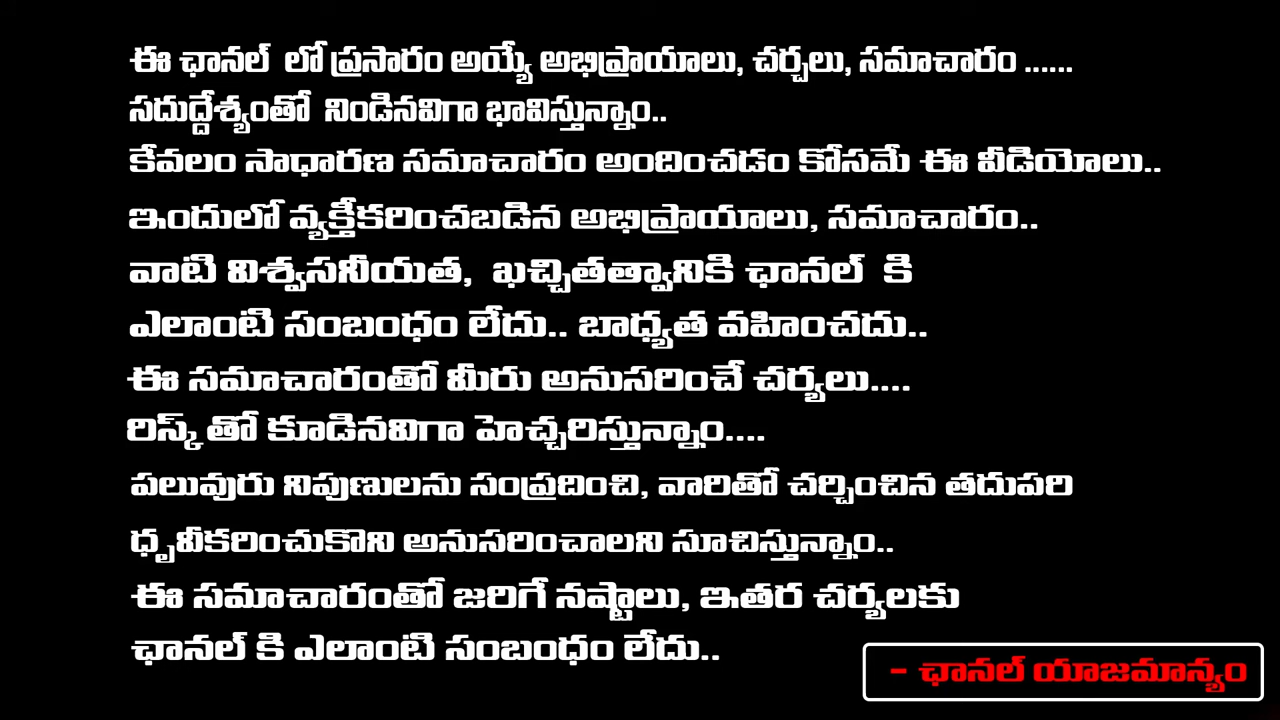 ఈ ఛానల్ లో ప్రసారం అయ్యే అభిప్రాయాలు, చర్చలు, సమాచారం ......
సదుద్దేశ్యంతో నిండినవిగా భావిస్తున్నాం..
కేవలం సాధారణ సమాచారం అందించడం కోసమే ఈ వీడియోలు..
ఇందులో వ్యక్తీకరించబడిన అభిప్రాయాలు, సమాచారం..
వాటి విశ్వసనీయత, ఖచ్చితత్వానికి ఛానల్ కి
ఎలాంటి సంబంధం లేదు.. బాధ్యత వహించదు..
ఈ సమాచారంతో మీరు అనుసరించే చర్యలు....
రిస్క్ తో కూడినవిగా హెచ్చరిస్తున్నాం....
పలువురు నిపుణులను సంప్రదించి, వారితో చర్చించిన తదుపరి
ధృవీకరించుకొని అనుసరించాలని సూచిస్తున్నాం..
ఈ సమాచారంతో జరిగే నష్టాలు, ఇతర చర్యలకు
ఛానల్ కి ఎలాంటి సంబంధం లేదు..
- ఛానల్ యాజమాన్యం